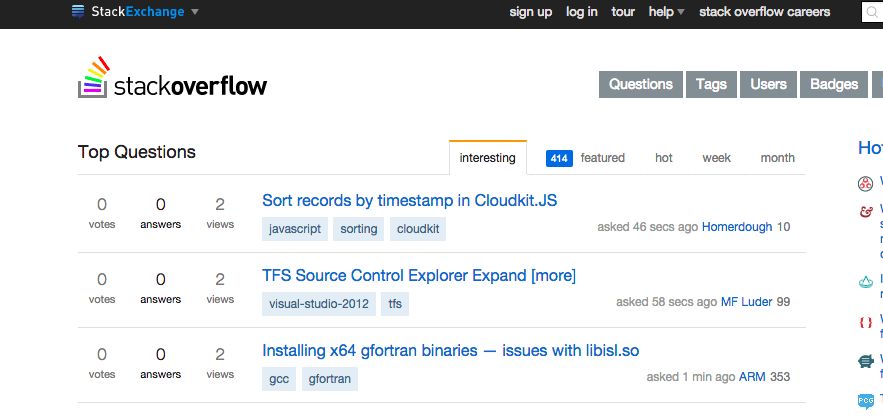 StackExchange sign up log in tour help stack overflow careers
stackoverflow Questions Tags Users Badges
Top Questions interesting 414 featured hot week month
Ho
0 0 2 Sort records by timestamp in Cloudkit.JS
votes answers views javascript sorting cloudkit asked 46 secs ago Homerdough 10
0 0 2 TFS Source Control Explorer Expand [more]
votes answers views visual-studio-2012 tfs asked 58 secs ago MF Luder 99
0 0 2 Installing x64 gfortran binaries — issues with libisl.so
votes answers views gcc gfortran asked 1 min ago ARM 353
PCG